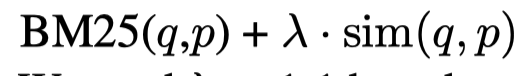 BM25(q,p) + λ · sim(q, p)